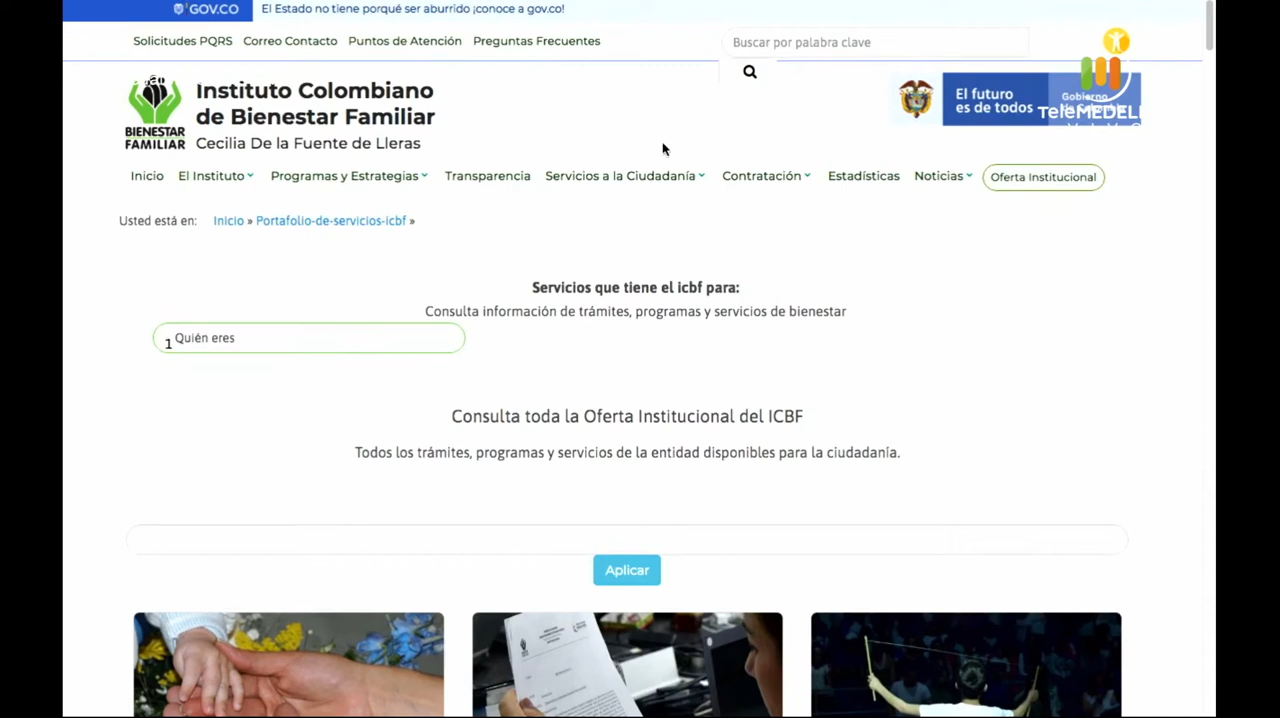 GOV.CO
El Estado no tiene porqué ser aburrido ¡conoce a gov.co!
Solicitudes PQRS Correo Contacto Puntos de Atención Preguntas Frecuentes
Buscar por palabra clave
BIENESTAR
FAMILIAR
Instituto Colombiano
de Bienestar Familiar
Cecilia De la Fuente de Lleras
El futuro
es de todos
Gobierno
TeleMEDELL
Inicio El Instituto Programas y Estrategias Transparencia Servicios a la Ciudadanía Contratación Estadísticas Noticias Oferta Institucional
Usted está en: Inicio » Portafolio-de-servicios-icbf »
Servicios que tiene el icbf para:
Consulta información de trámites, programas y servicios de bienestar
1 Quién eres
Consulta toda la Oferta Institucional del ICBF
Todos los trámites, programas y servicios de la entidad disponibles para la ciudadanía.
Aplicar